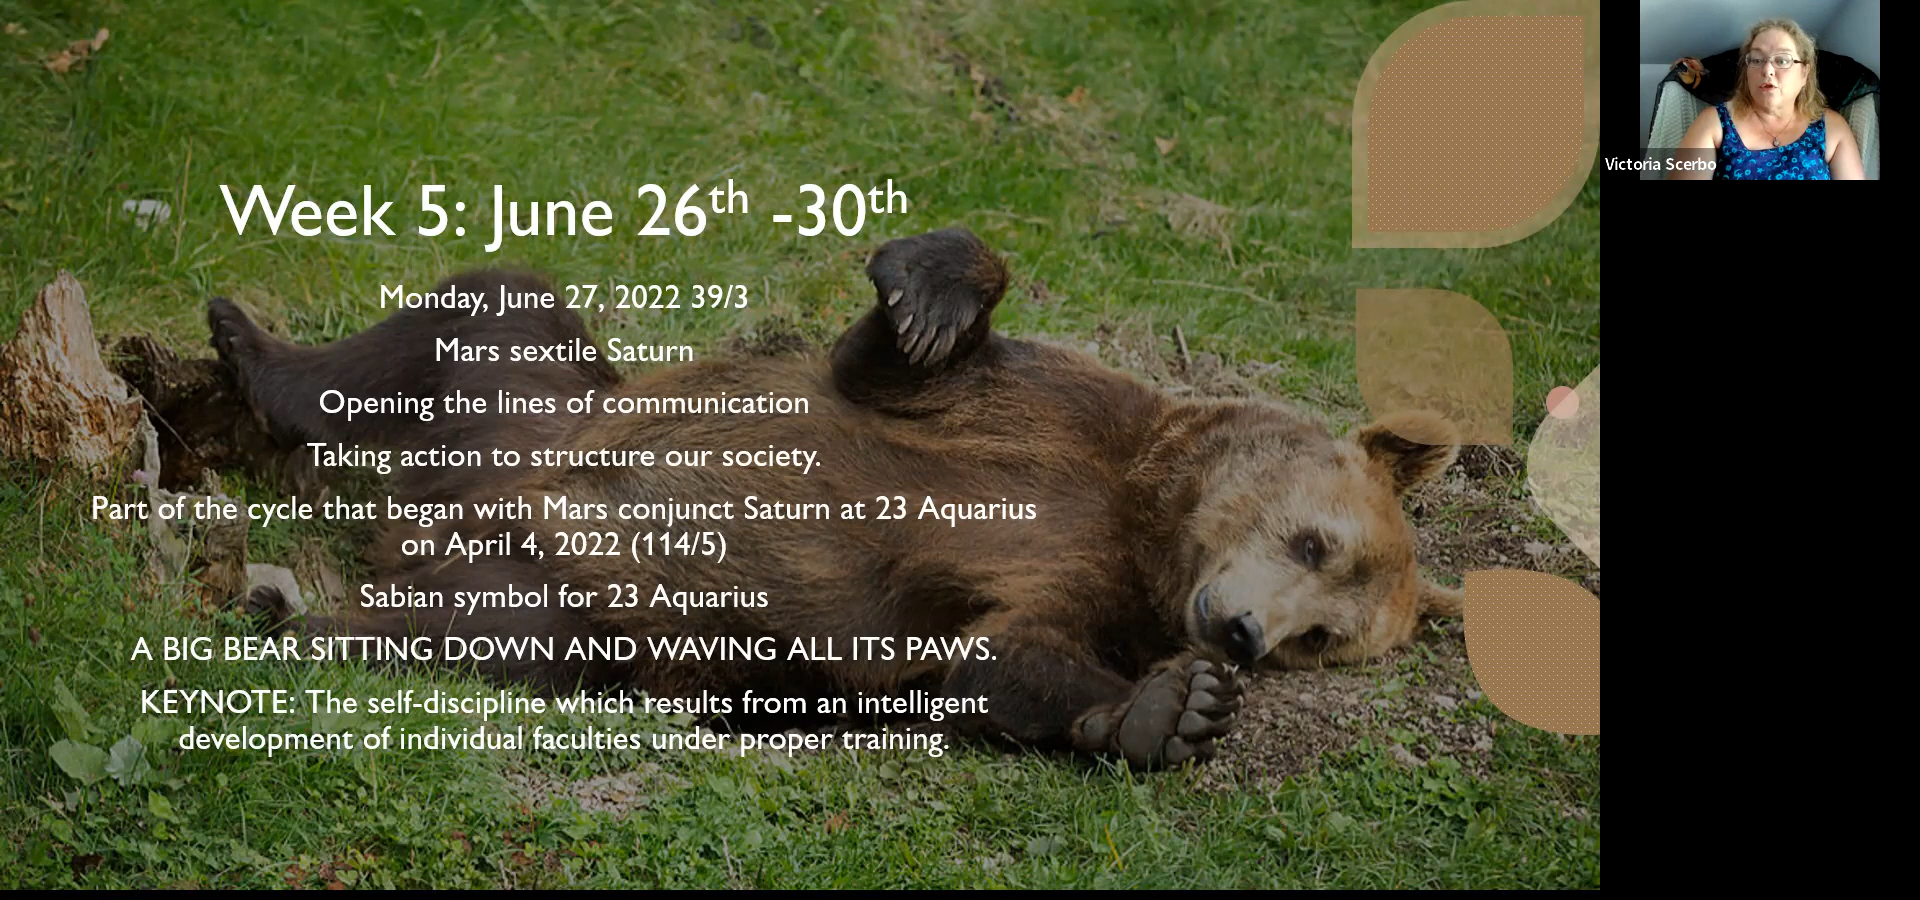 Week 5: June 26th -30th
Monday, June 27, 2022 39/3
Mars sextile Saturn
Opening the lines of communication
Taking action to structure our society.
Part of the cycle that began with Mars conjunct Saturn at 23 Aquarius
on April 4, 2022 (114/5)
Sabian symbol for 23 Aquarius
A BIG BEAR SITTING DOWN AND WAVING ALL ITS PAWS.
KEYNOTE: The self-discipline which results from an intelligent
development of individual faculties under proper training.
Victoria Scerbo